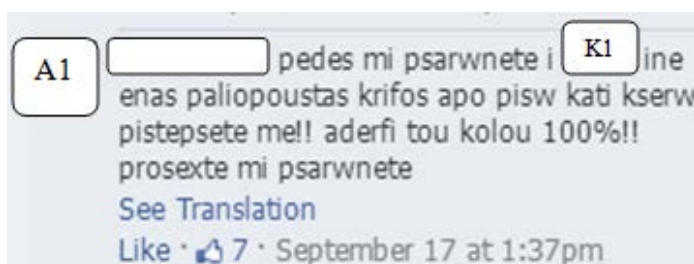 A1
pedes mi psarwnete i K1 ine
enas paliopoustas krifos apo pisw kati kserw
pistepsete me!! aderfi tou kolou 100%!!
prosexte mi psarwnete
See Translation
Like · 7 · September 17 at 1:37pm